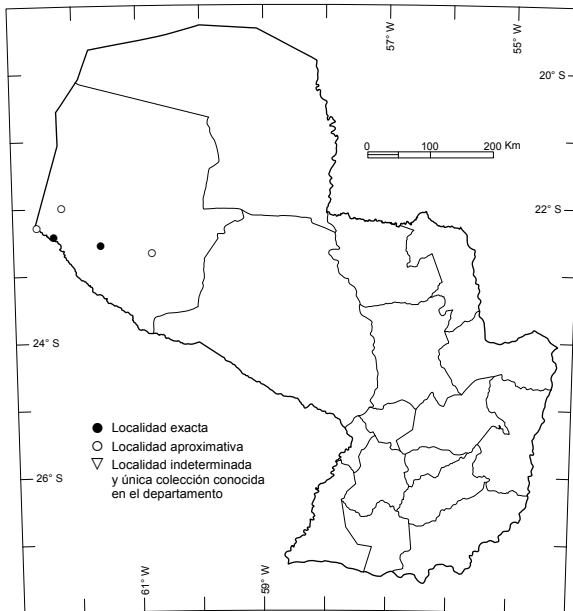 57° W
55° W
20° S
0 100 200 Km
22° S
24° S
Localidad exacta
Localidad aproximativa
Localidad indeterminada
y única colección conocida
en el departamento
26° S
61° W
59° W